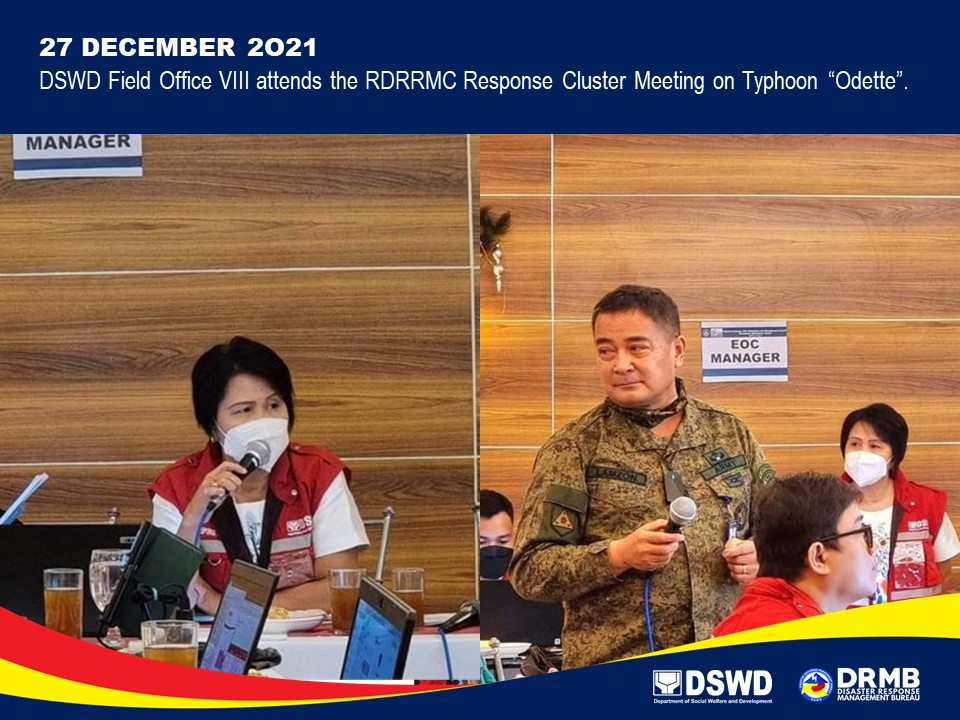 27 DECEMBER 2O21
DSWD Field Office VIII attends the RDRRMC Response Cluster Meeting on Typhoon “Odette”.
MANAGER
EOC
MANAGER
ARMY
DSWD
Department of Social Welfare and Development
DRMB
DISASTER RESPONSE
MANAGEMENT BUREAU